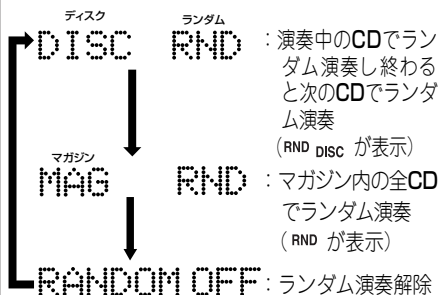 ディスク ランダム
DISC RND :演奏中のCDでラン
ダム演奏し終わる
と次のCDでランダ
ム演奏
(RND DISC が表示)
マガジン
MAG RND :マガジン内の全CD
でランダム演奏
( RND が表示)
RANDOM OFF :ランダム演奏解除